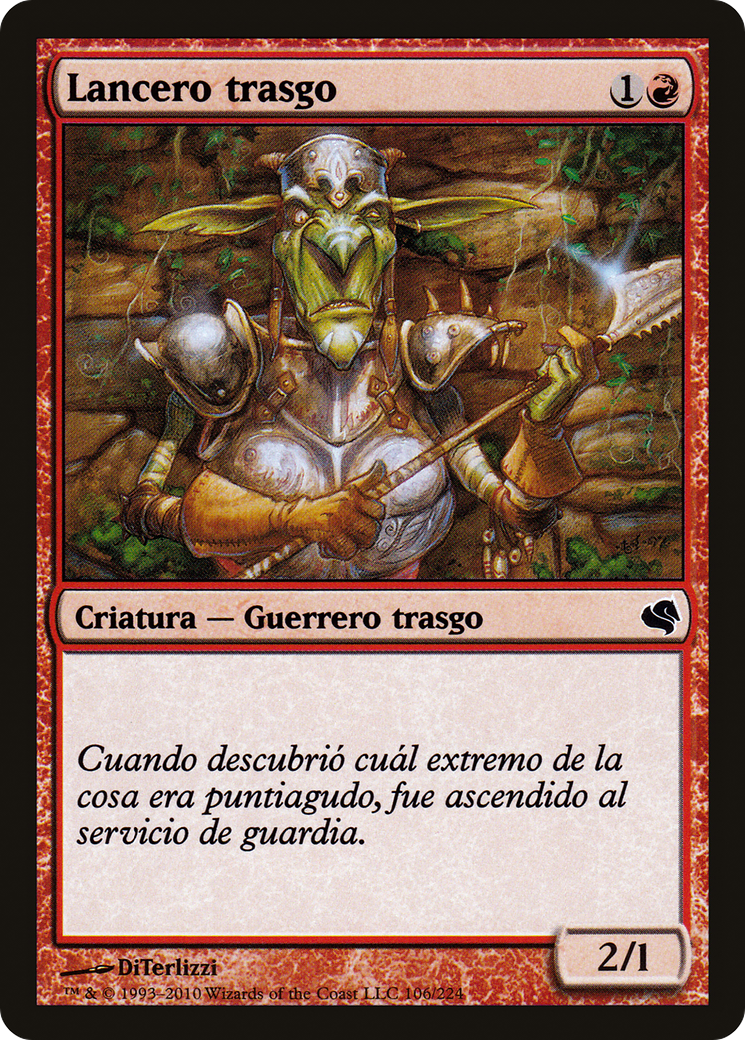 Lancero trasgo
1
Criatura — Guerrero trasgo
Cuando descubrió cuál extremo de la
cosa era puntiagudo, fue ascendido al
servicio de guardia.
2/1
DiTerlizzi
™ & © 1993–2010 Wizards of the Coast LLC 106/224